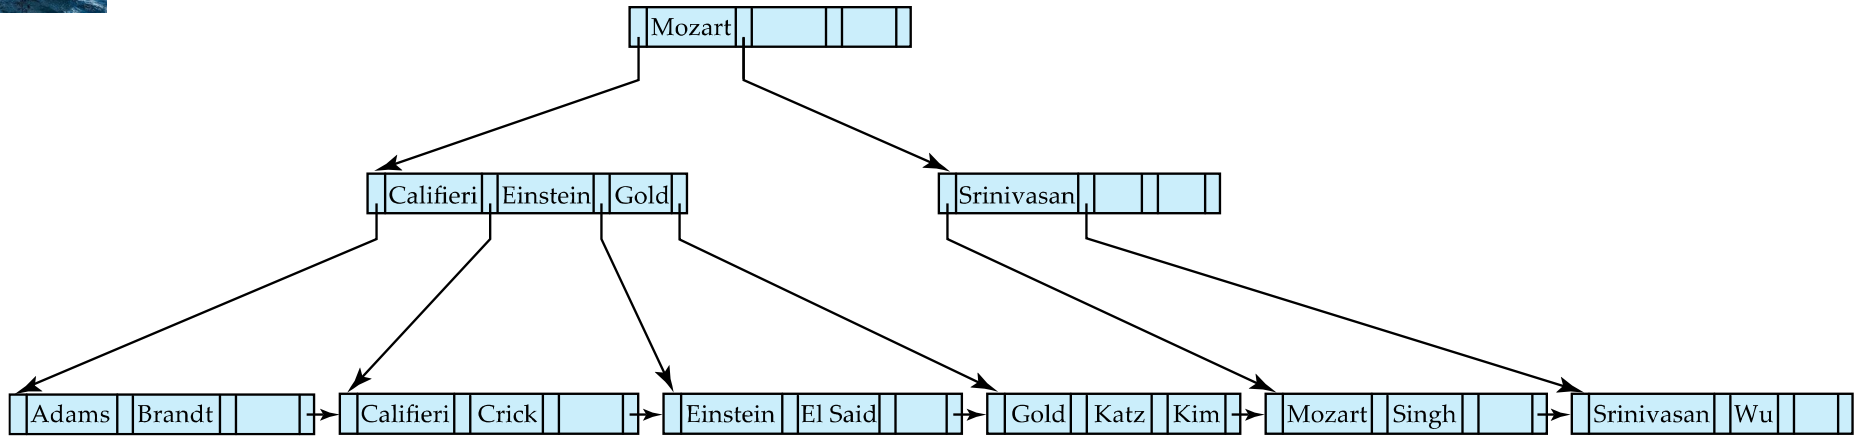 Mozart
Califieri Einstein Gold Srinivasan
Adams Brandt Califieri Crick Einstein El Said Gold Katz Kim Mozart Singh Srinivasan Wu